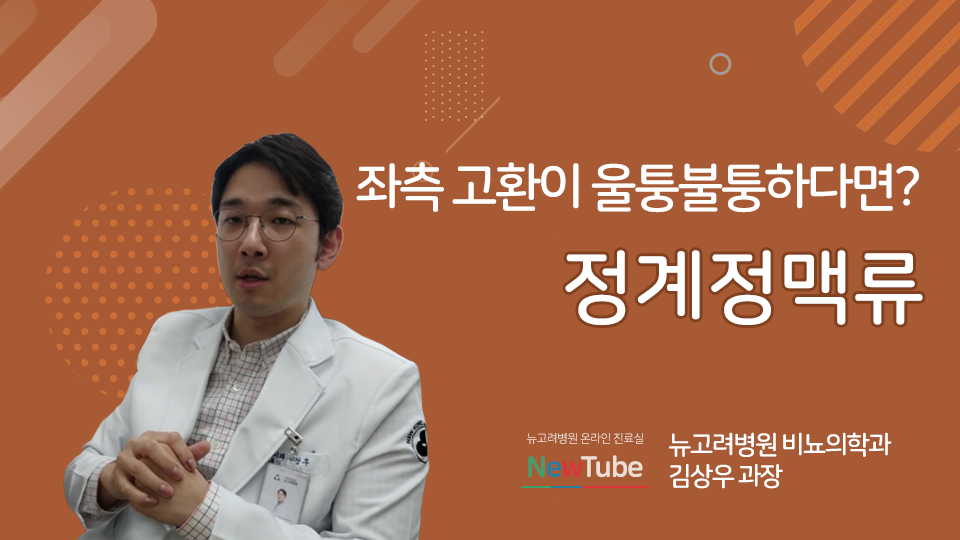 좌측 고환이 울퉁불퉁하다면?
정계정맥류
뉴고려병원 온라인 진료실
NewTube
뉴고려병원 비뇨의학과
김상우 과장